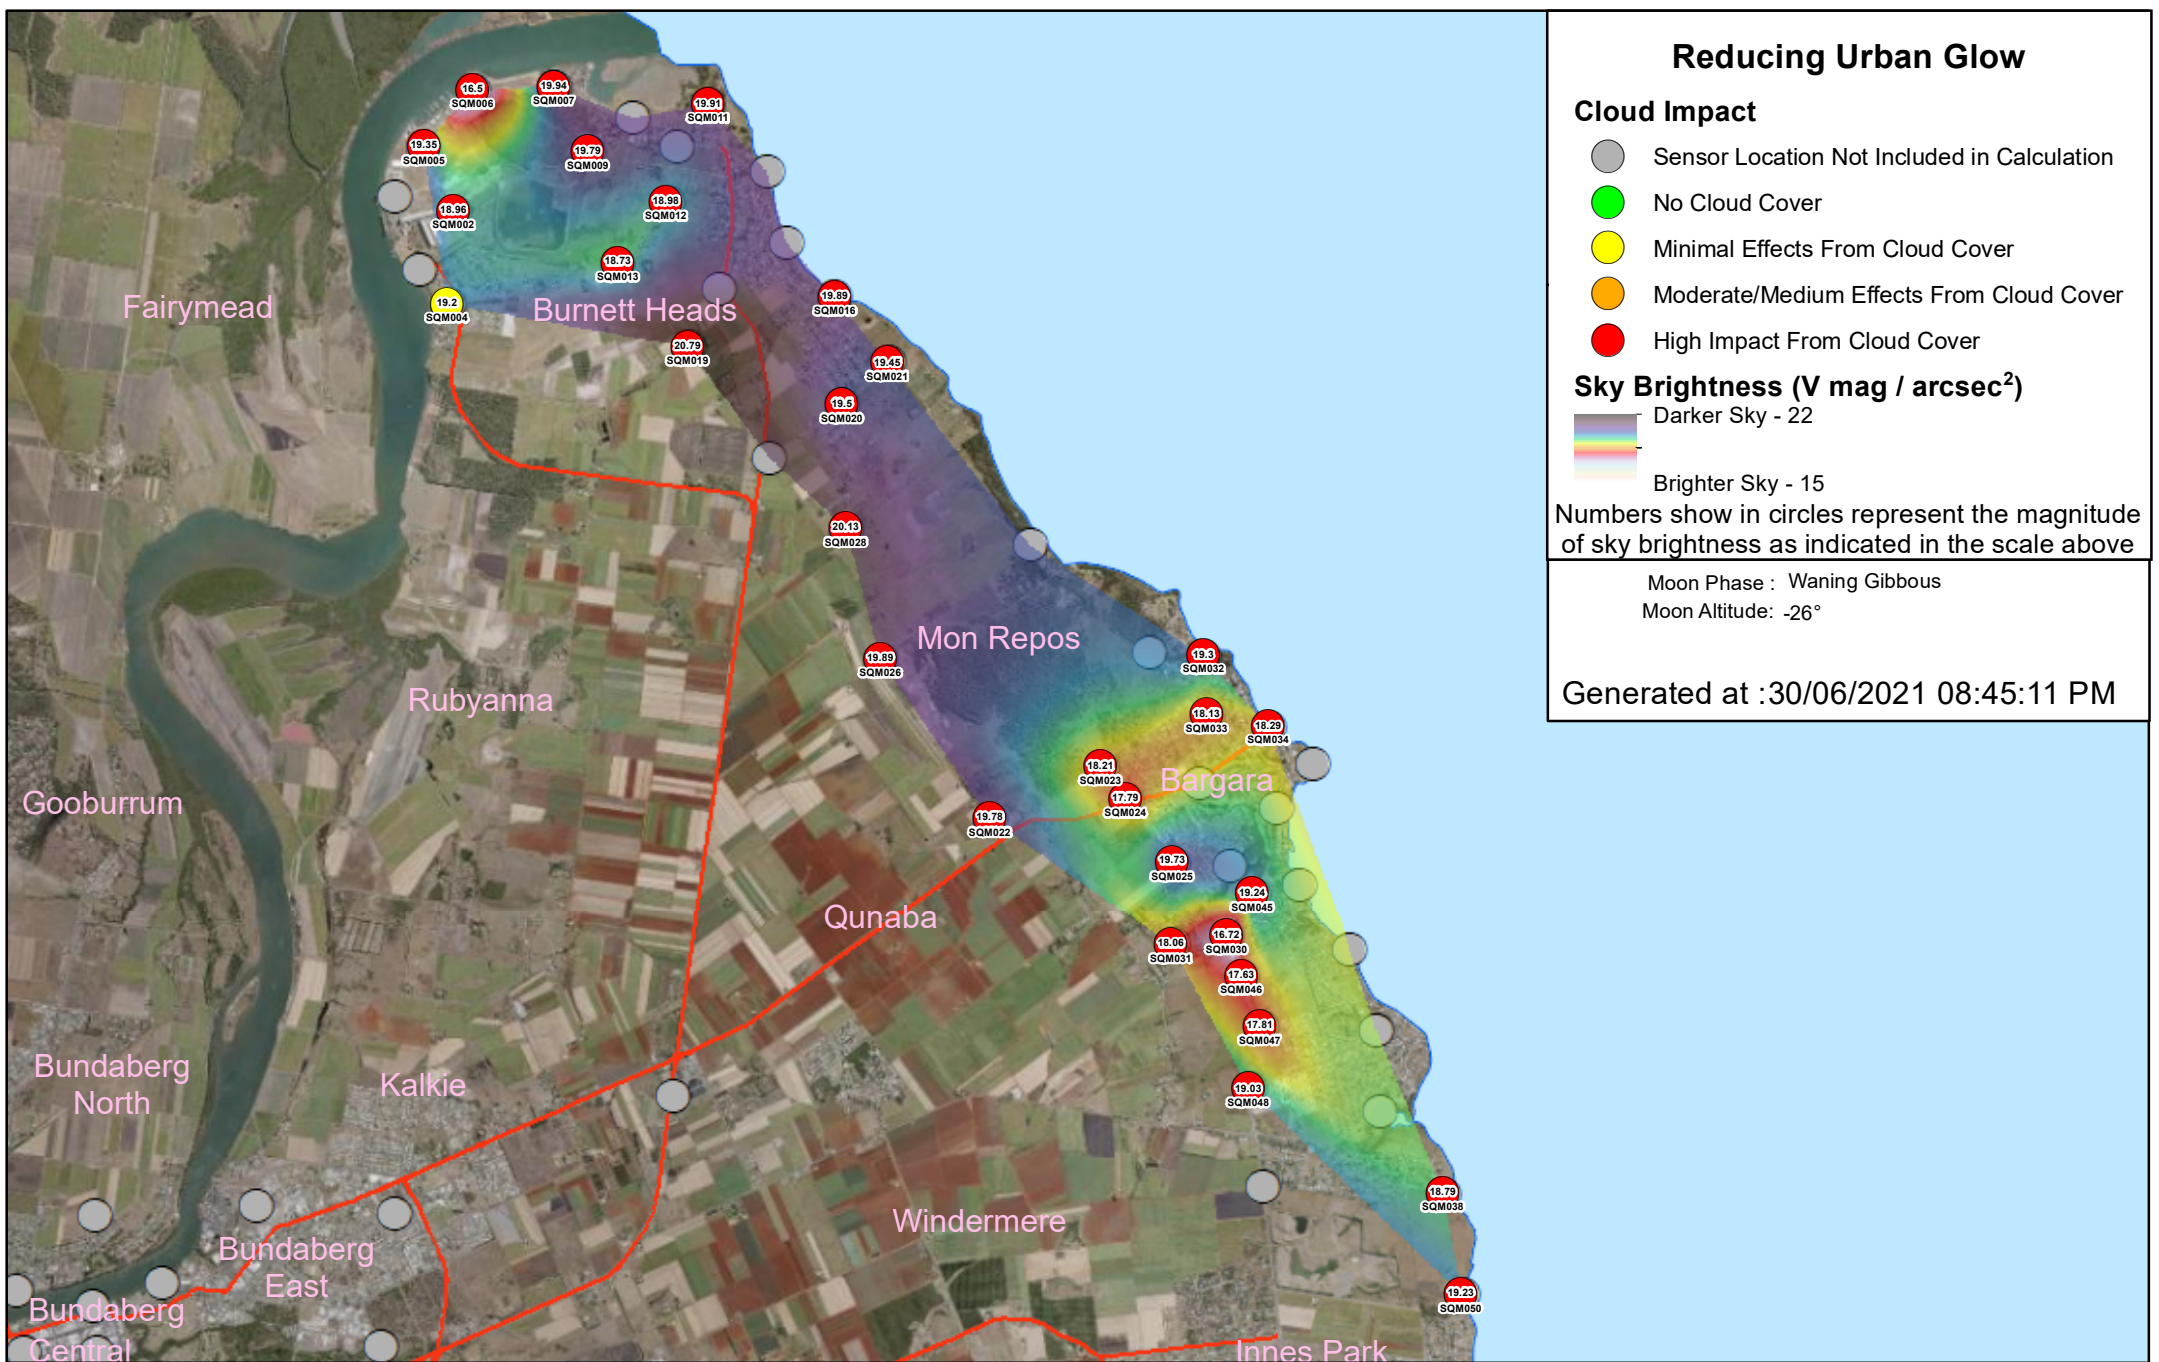 Reducing Urban Glow
Cloud Impact
Sensor Location Not Included in Calculation
No Cloud Cover
Minimal Effects From Cloud Cover
Moderate/Medium Effects From Cloud Cover
High Impact From Cloud Cover
Sky Brightness (V mag / arcsec²)
Darker Sky - 22
Brighter Sky - 15
Numbers show in circles represent the magnitude
of sky brightness as indicated in the scale above
Moon Phase : Waning Gibbous
Moon Altitude: -26°
Generated at :30/06/2021 08:45:11 PM
16.5
SQM006
19.94
SQM007
19.91
SQM011
19.35
SQM005
19.79
SQM009
18.96
SQM002
18.98
SQM012
18.73
SQM013
19.2
SQM004
Fairymead
Burnett Heads
19.89
SQM016
20.79
SQM019
19.45
SQM021
19.5
SQM020
20.13
SQM028
Mon Repos
19.89
SQM026
19.3
SQM032
Rubyanna
18.13
SQM033
18.29
SQM034
18.21
SQM023
Bargara
17.79
SQM024
Gooburrum
19.78
SQM022
19.73
SQM025
19.24
SQM045
Qunaba
18.06
SQM031
16.72
SQM030
17.63
SQM046
17.81
SQM047
Bundaberg
North
Kalkie
19.03
SQM048
18.79
SQM038
Windermere
Bundaberg
East
19.23
SQM050
Bundaberg
Central
Innes Park